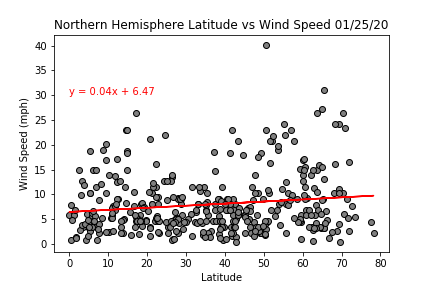 Northern Hemisphere Latitude vs Wind Speed 01/25/20
40
35
30
25
20
15
10
5
0
Wind Speed (mph)
y = 0.04x + 6.47
0 10 20 30 40 50 60 70 80
Latitude